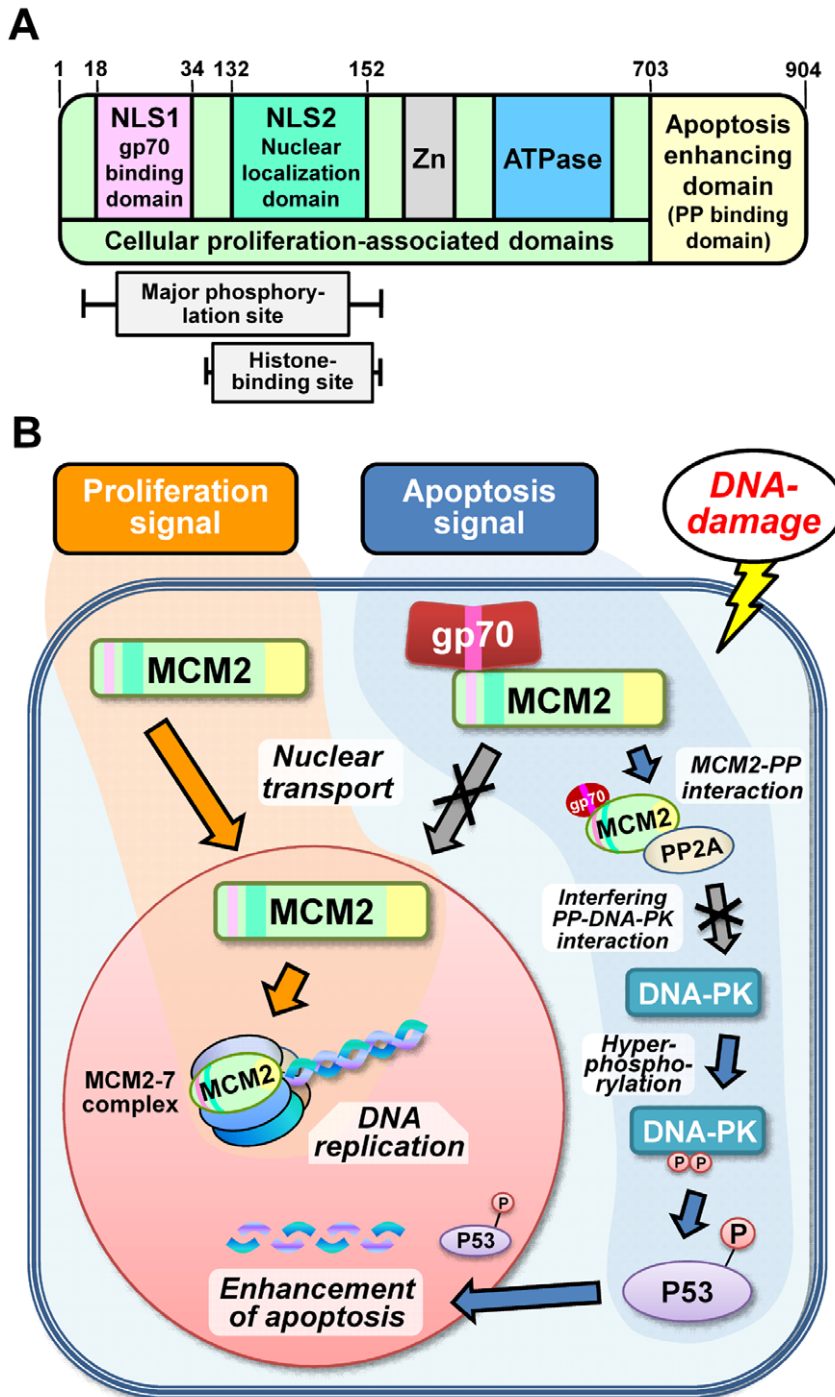 A
1 18 34 132 152 703 904
NLS1
gp70
binding
domain
NLS2
Nuclear
localization
domain
Zn
ATPase
Apoptosis
enhancing
domain
(PP binding
domain)
Cellular proliferation-associated domains
Major phosphory-
lation site
Histone-
binding site
B
Proliferation
signal
Apoptosis
signal
DNA-
damage
gp70
MCM2
MCM2
Nuclear
transport
MCM2-PP
interaction
gp70
MCM2
PP2A
MCM2
Interfering
PP-DNA-PK
interaction
DNA-PK
MCM2-7
complex
MCM2
Hyper-
phospho-
rylation
DNA
replication
DNA-PK
P P
P
P53
P
P53
Enhancement
of apoptosis